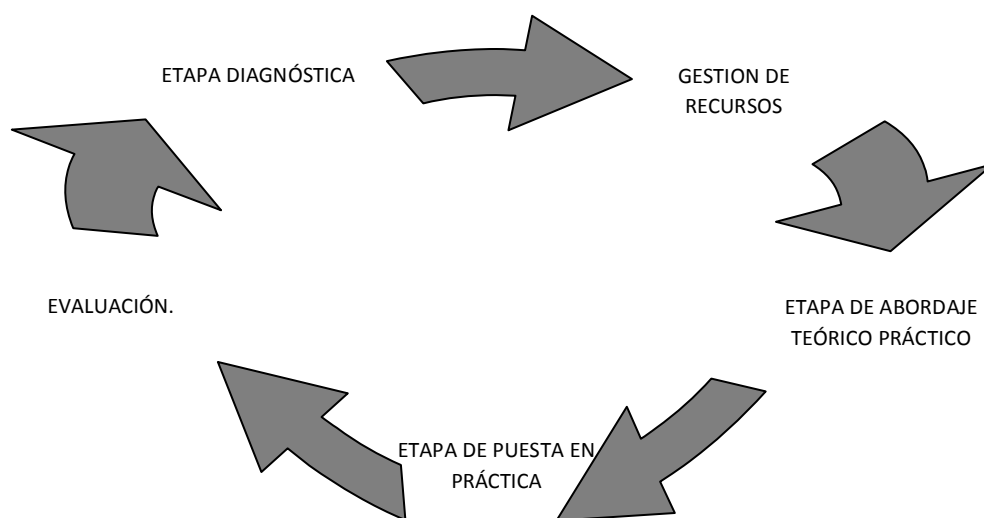 ETAPA DIAGNÓSTICA
GESTION DE
RECURSOS
ETAPA DE ABORDAJE
TEÓRICO PRÁCTICO
ETAPA DE PUESTA EN
PRÁCTICA
EVALUACIÓN.